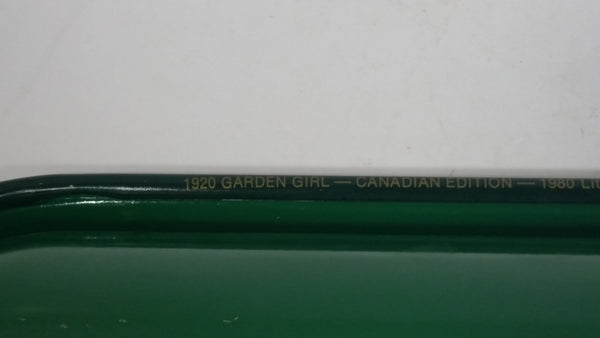 1920 GARDEN GIRL — CANADIAN EDITION — 1980